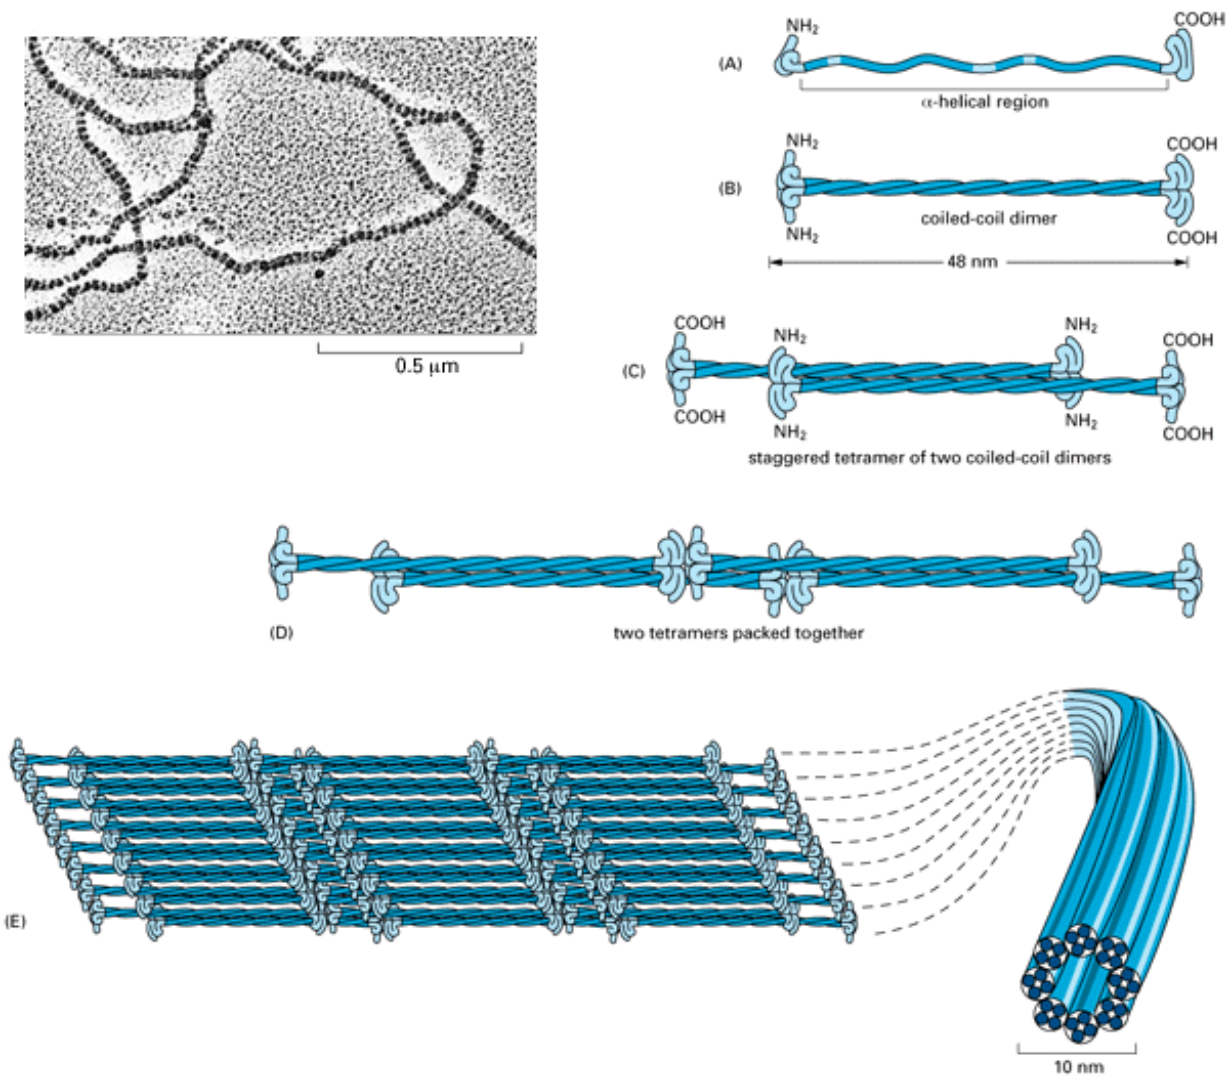 0.5 μm
NH₂
COOH
(A)
α-helical region
NH₂
COOH
(B)
coiled-coil dimer
NH₂
COOH
48 nm
COOH
NH₂
NH₂
COOH
(C)
COOH
NH₂
NH₂
COOH
staggered tetramer of two coiled-coil dimers
(D)
two tetramers packed together
(E)
10 nm